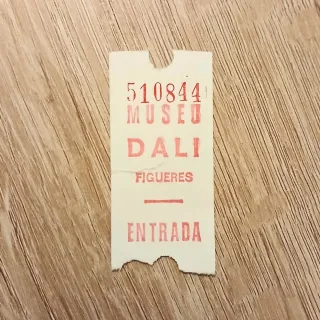 510844
MUSEU
DALI
FIGUERES
ENTRADA